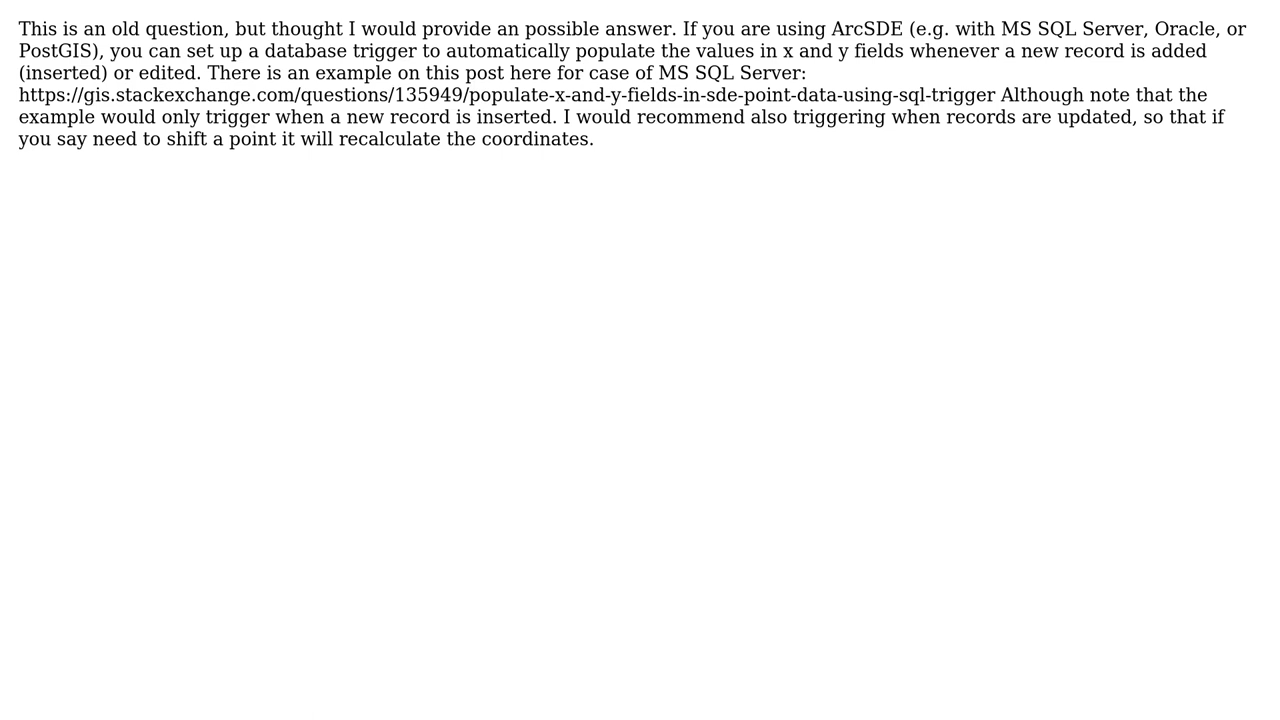 This is an old question, but thought I would provide an possible answer. If you are using ArcSDE (e.g. with MS SQL Server, Oracle, or
PostGIS), you can set up a database trigger to automatically populate the values in x and y fields whenever a new record is added
(inserted) or edited. There is an example on this post here for case of MS SQL Server:
https://gis.stackexchange.com/questions/135949/populate-x-and-y-fields-in-sde-point-data-using-sql-trigger Although note that the
example would only trigger when a new record is inserted. I would recommend also triggering when records are updated, so that if
you say need to shift a point it will recalculate the coordinates.